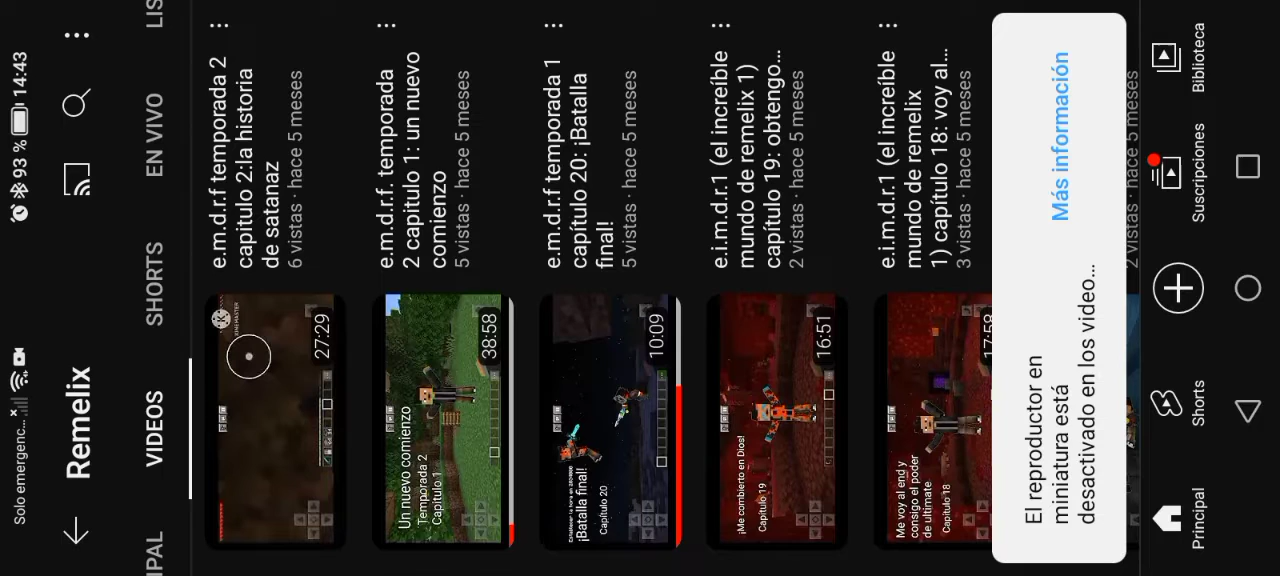 Solo emergenc...
93 % 14:43
Remelix
IPAL
VIDEOS
SHORTS
EN VIVO
LIS
27:29
KINEMASTER
e.m.d.r.f temporada 2
capitulo 2:la historia
de satanaz
6 vistas · hace 5 meses
Un nuevo comienzo
Temporada 2
Capitulo 1
38:58
e.m.d.r.f. temporada
2 capitulo 1: un nuevo
comienzo
5 vistas · hace 5 meses
¡Batalla final!
Capítulo 20
10:09
e.m.d.r.f temporada 1
capítulo 20: ¡Batalla
final!
5 vistas · hace 5 meses
¡Me combierto en Dios!
Capítulo 19
16:51
e.i.m.d.r.1 (el increíble
mundo de remelix 1)
capítulo 19: obtengo...
2 vistas · hace 5 meses
Me voy al end y
consigo el poder
de ultimate
Capítulo 18
17:58
e.i.m.d.r.1 (el increíble
mundo de remelix
1) capítulo 18: voy al...
3 vistas · hace 5 meses
2 vistas · hace 5 meses
El reproductor en
miniatura está
desactivado en los video...
Más información
Principal
Shorts
Suscripciones
Biblioteca